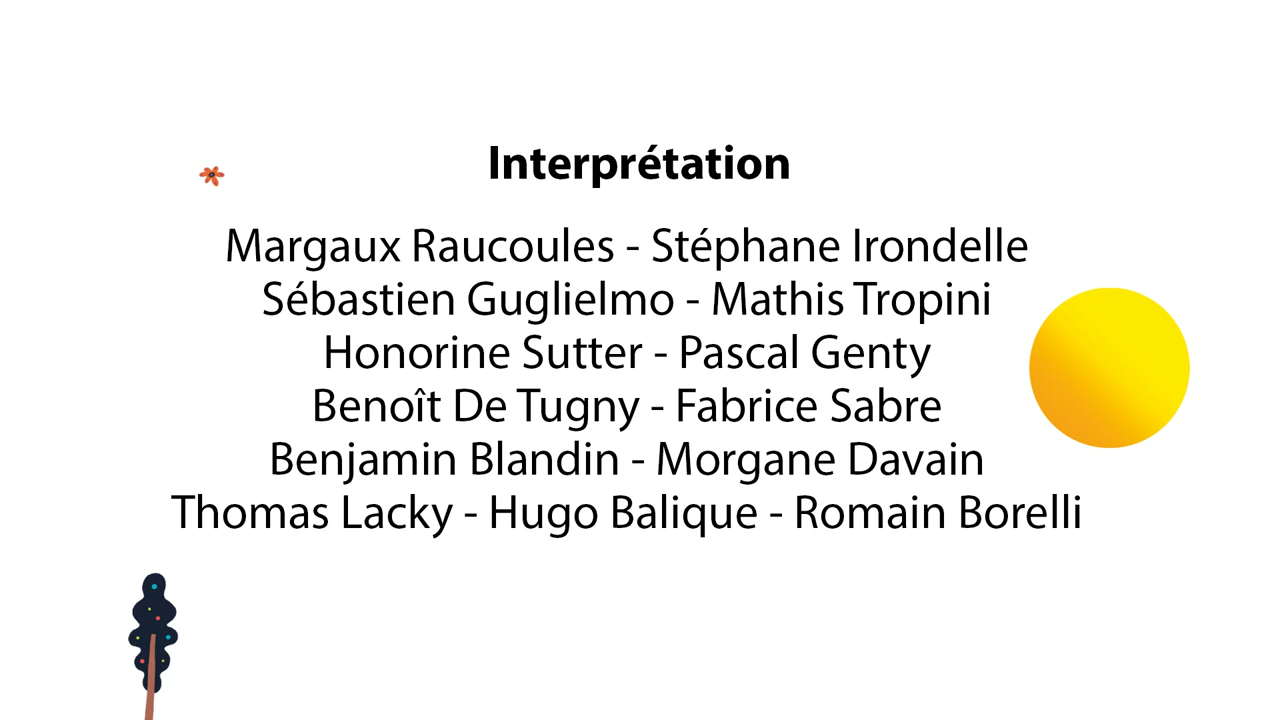 Interprétation
Margaux Raucoules - Stéphane Irondelle
Sébastien Guglielmo - Mathis Tropini
Honorine Sutter - Pascal Genty
Benoît De Tugny - Fabrice Sabre
Benjamin Blandin - Morgane Davain
Thomas Lacky - Hugo Balique - Romain Borelli